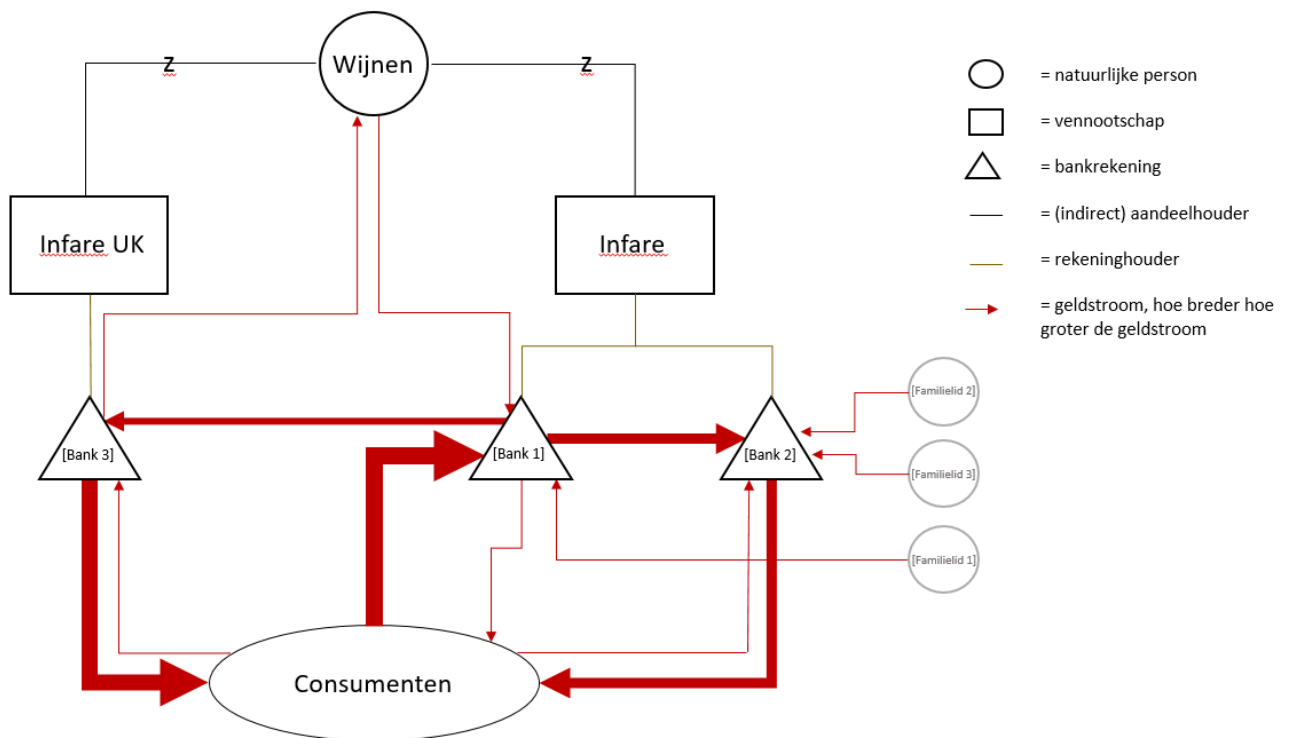 Wijnen
Z
Z
Infare UK
Infare
[Bank 3]
[Bank 1]
[Bank 2]
[Familielid 2]
[Familielid 3]
[Familielid 1]
Consumenten
= natuurlijke person
= vennootschap
= bankrekening
= (indirect) aandeelhouder
= rekeninghouder
= geldstroom, hoe breder hoe
groter de geldstroom